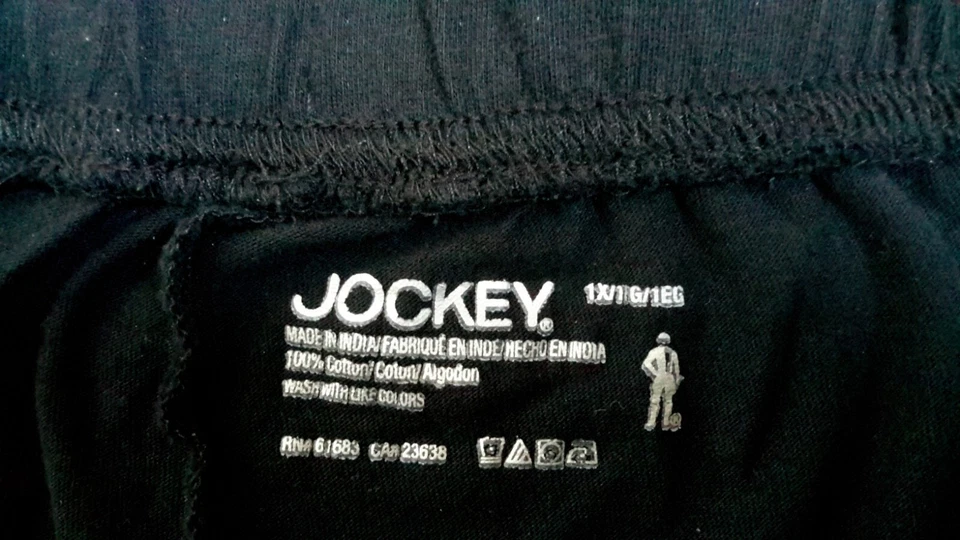 JOCKEY®
1X/1TG/1EG
MADE IN INDIA/FABRIQUÉ EN INDE/HECHO EN INDIA
100% Cotton/Coton/Algodon
WASH WITH LIKE COLORS
RN# 61683 CA# 23638